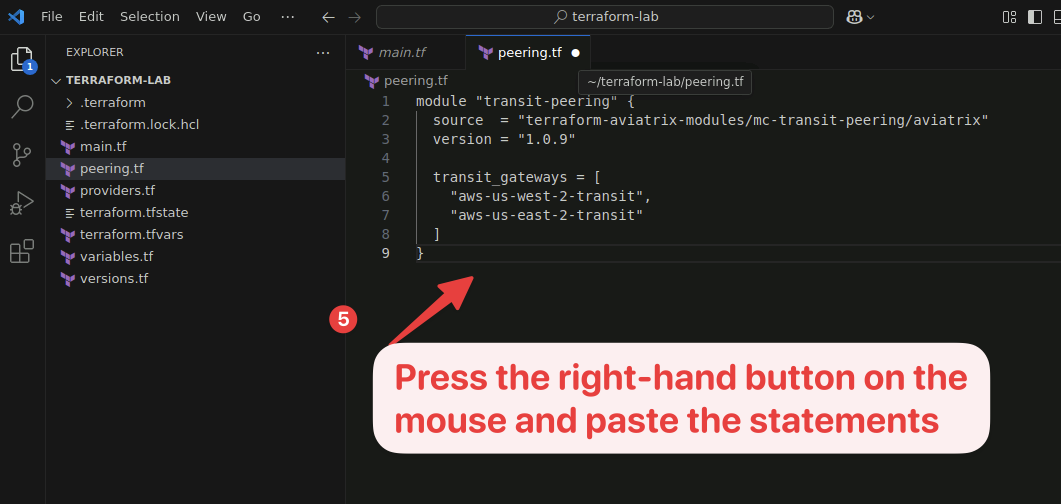 File Edit Selection View Go ··· terraform-lab
EXPLORER ···
1
TERRAFORM-LAB
.terraform
.terraform.lock.hcl
main.tf
peering.tf
providers.tf
terraform.tfstate
terraform.tfvars
variables.tf
versions.tf
main.tf peering.tf
peering.tf
~/terraform-lab/peering.tf
1 module "transit-peering" {
2 source  = "terraform-aviatrix-modules/mc-transit-peering/aviatrix"
3 version = "1.0.9"
4
5 transit_gateways = [
6 "aws-us-west-2-transit",
7 "aws-us-east-2-transit"
8 ]
9 }
5
Press the right-hand button on the
mouse and paste the statements